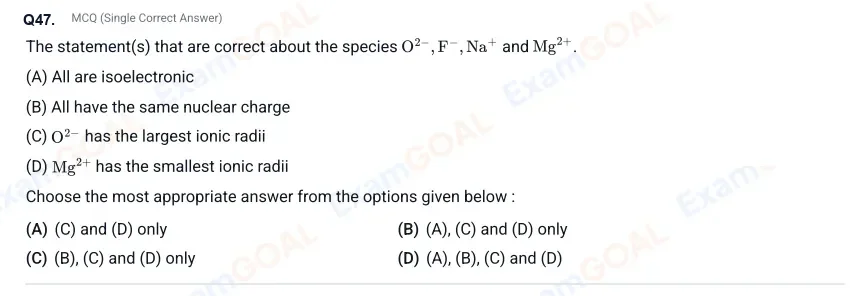 Q47. MCQ (Single Correct Answer)
The statement(s) that are correct about the species O²⁻, F⁻, Na⁺ and Mg²⁺.
(A) All are isoelectronic
(B) All have the same nuclear charge
(C) O²⁻ has the largest ionic radii
(D) Mg²⁺ has the smallest ionic radii
Choose the most appropriate answer from the options given below :
(A) (C) and (D) only (B) (A), (C) and (D) only
(C) (B), (C) and (D) only (D) (A), (B), (C) and (D)
ExamGOAL